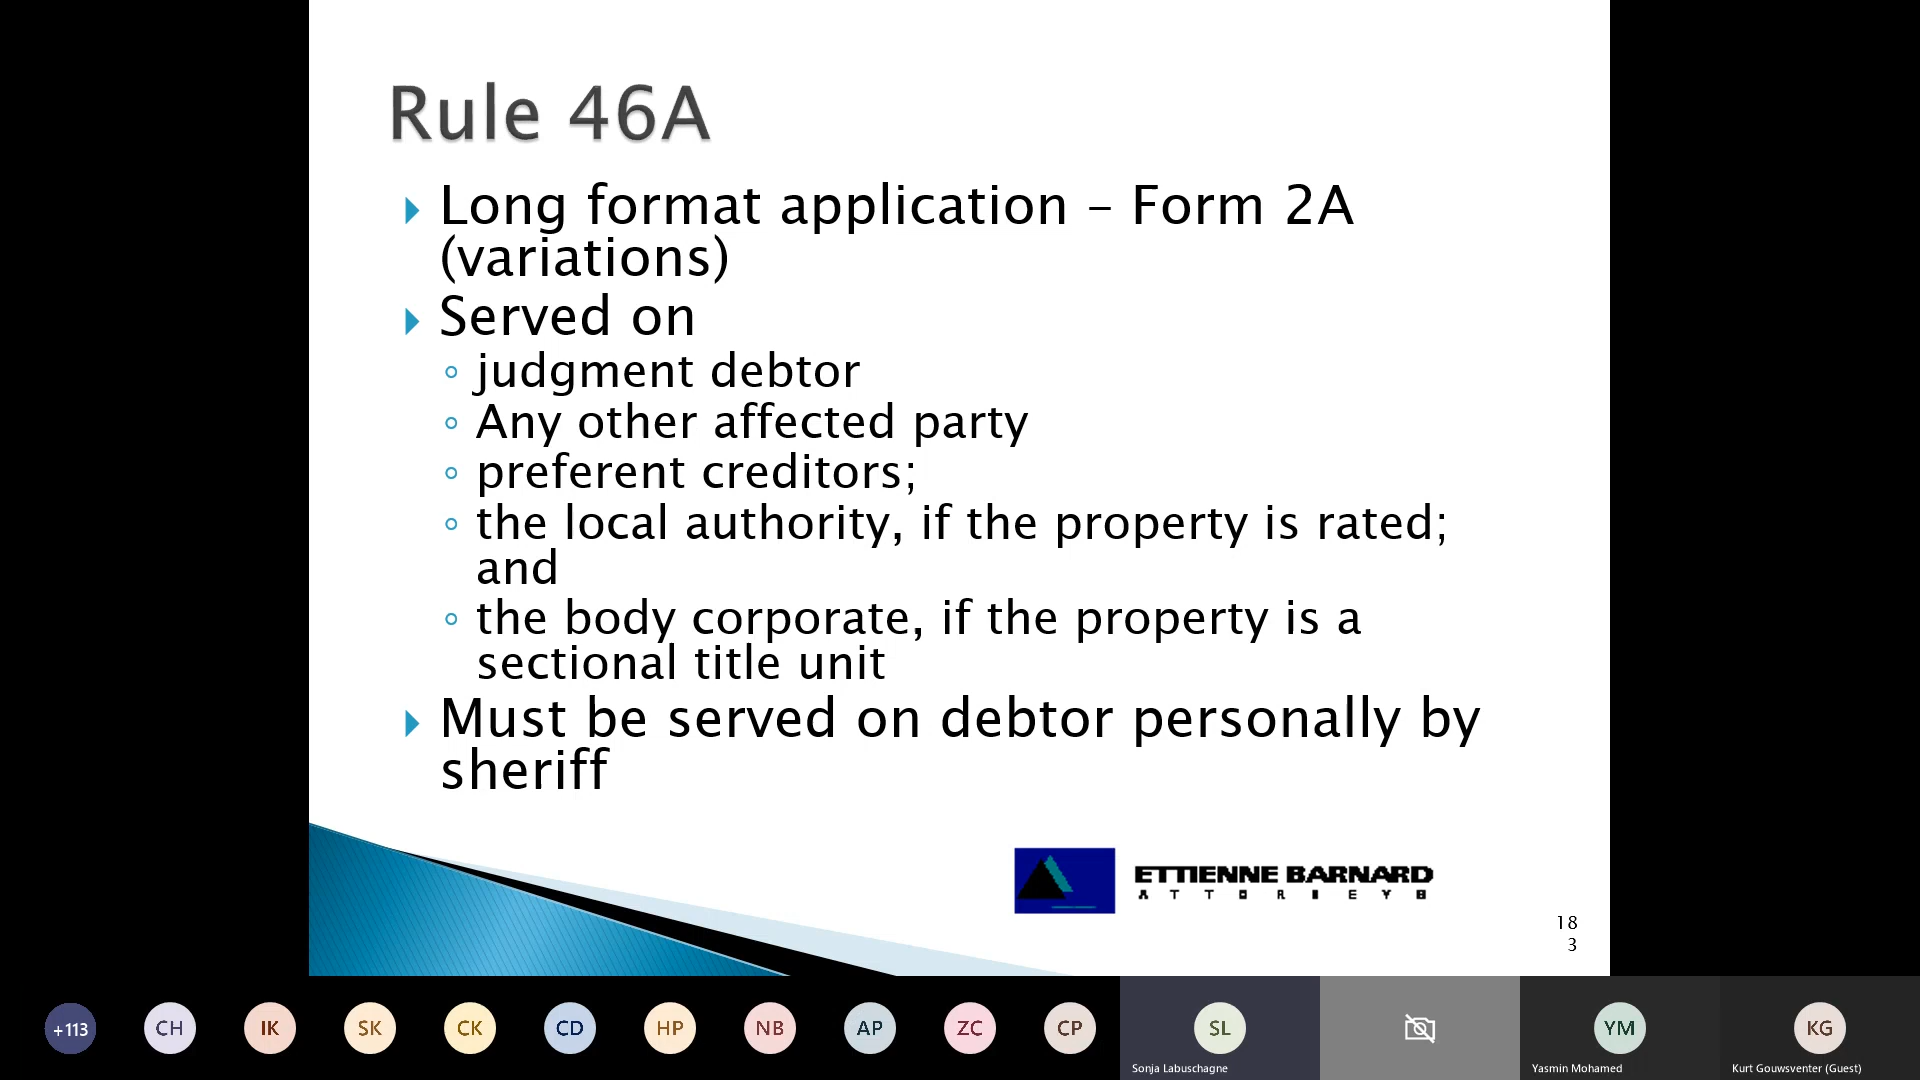 Rule 46A
Long format application – Form 2A
(variations)
Served on
judgment debtor
Any other affected party
preferent creditors;
the local authority, if the property is rated;
and
the body corporate, if the property is a
sectional title unit
Must be served on debtor personally by
sheriff
ETTIENNE BARNARD
ATTORNEYS
18
3
+113 CH IK SK CK CD HP NB AP ZC CP SL YM KG
Sonja Labuschagne Yasmin Mohamed Kurt Gouwsventer (Guest)